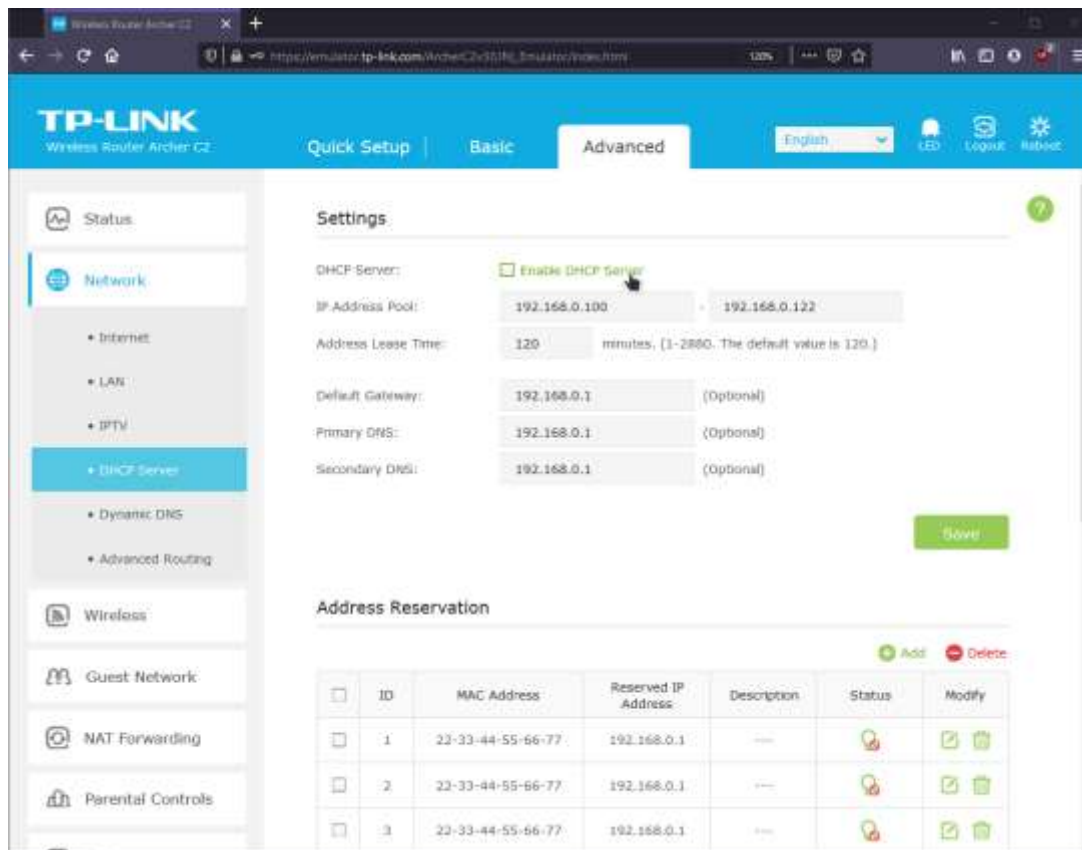 Wireless Router Archer C2
https://emulator.tp-link.com/ArcherC2v3(US)_Emulator/index.html 120%
TP-LINK
Wireless Router Archer C2
Quick Setup Basic Advanced English LED Logout Reboot
Status
Network
Internet
LAN
IPTV
DHCP Server
Dynamic DNS
Advanced Routing
Wireless
Guest Network
NAT Forwarding
Parental Controls
Settings
DHCP Server: Enable DHCP Server
IP Address Pool: 192.168.0.100 - 192.168.0.122
Address Lease Time: 120 minutes. (1-2880. The default value is 120.)
Default Gateway: 192.168.0.1 (Optional)
Primary DNS: 192.168.0.1 (Optional)
Secondary DNS: 192.168.0.1 (Optional)
Save
Address Reservation
Add Delete
ID MAC Address Reserved IP Address Description Status Modify
1 22-33-44-55-66-77 192.168.0.1 ---- 
2 22-33-44-55-66-77 192.168.0.1 ---- 
3 22-33-44-55-66-77 192.168.0.1 ----